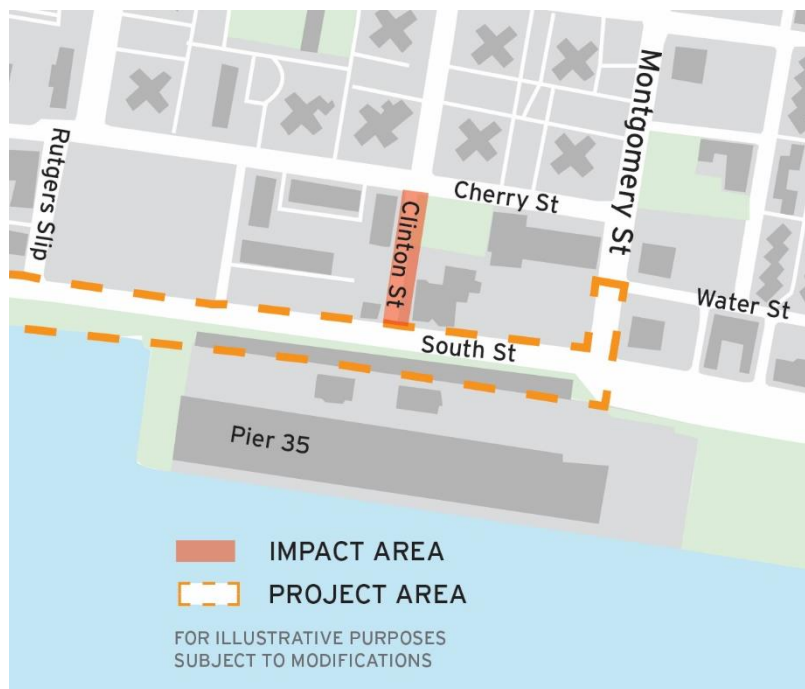 Montgomery St
Rutgers Slip
Clinton St
Cherry St
Water St
South St
Pier 35
IMPACT AREA
PROJECT AREA
FOR ILLUSTRATIVE PURPOSES
SUBJECT TO MODIFICATIONS